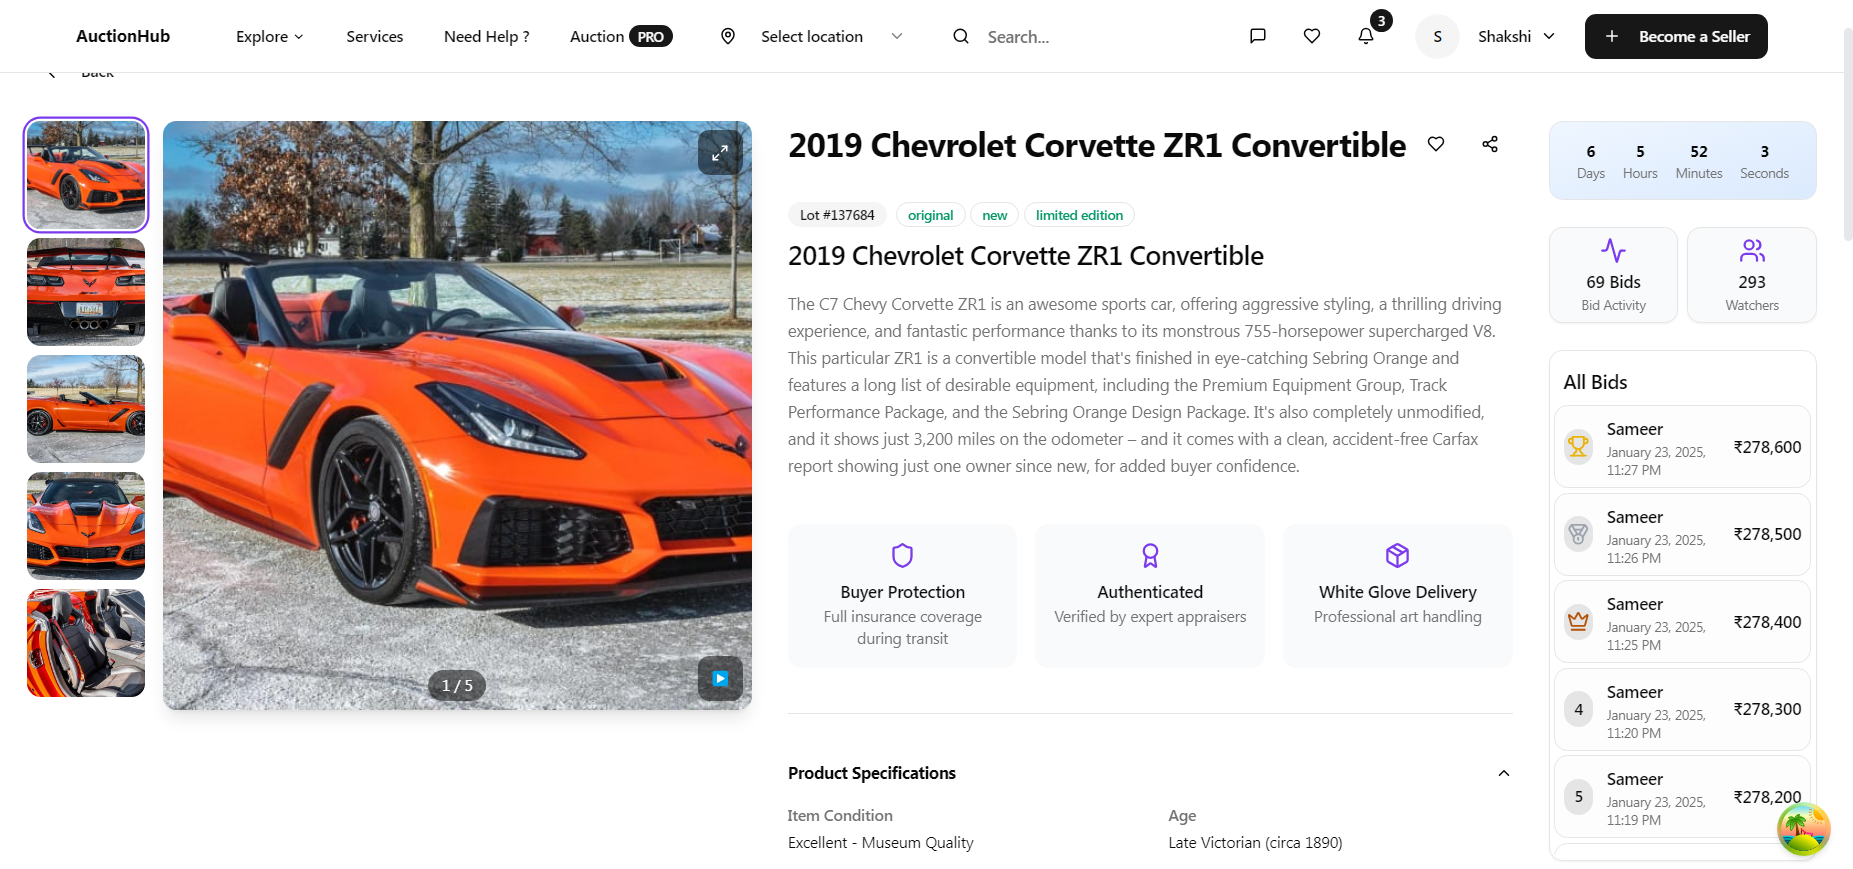 AuctionHub
Explore
Services
Need Help ?
Auction PRO
Select location
Search...
3
S
Shakshi
+ Become a Seller
Back
1 / 5
2019 Chevrolet Corvette ZR1 Convertible
Lot #137684
original
new
limited edition
2019 Chevrolet Corvette ZR1 Convertible
The C7 Chevy Corvette ZR1 is an awesome sports car, offering aggressive styling, a thrilling driving
experience, and fantastic performance thanks to its monstrous 755-horsepower supercharged V8.
This particular ZR1 is a convertible model that's finished in eye-catching Sebring Orange and
features a long list of desirable equipment, including the Premium Equipment Group, Track
Performance Package, and the Sebring Orange Design Package. It's also completely unmodified,
and it shows just 3,200 miles on the odometer – and it comes with a clean, accident-free Carfax
report showing just one owner since new, for added buyer confidence.
Buyer Protection
Full insurance coverage
during transit
Authenticated
Verified by expert appraisers
White Glove Delivery
Professional art handling
Product Specifications
Item Condition
Excellent - Museum Quality
Age
Late Victorian (circa 1890)
6 5 52 3
Days Hours Minutes Seconds
69 Bids
Bid Activity
293
Watchers
All Bids
Sameer
January 23, 2025,
11:27 PM
₹278,600
Sameer
January 23, 2025,
11:26 PM
₹278,500
Sameer
January 23, 2025,
11:25 PM
₹278,400
4
Sameer
January 23, 2025,
11:20 PM
₹278,300
5
Sameer
January 23, 2025,
11:19 PM
₹278,200